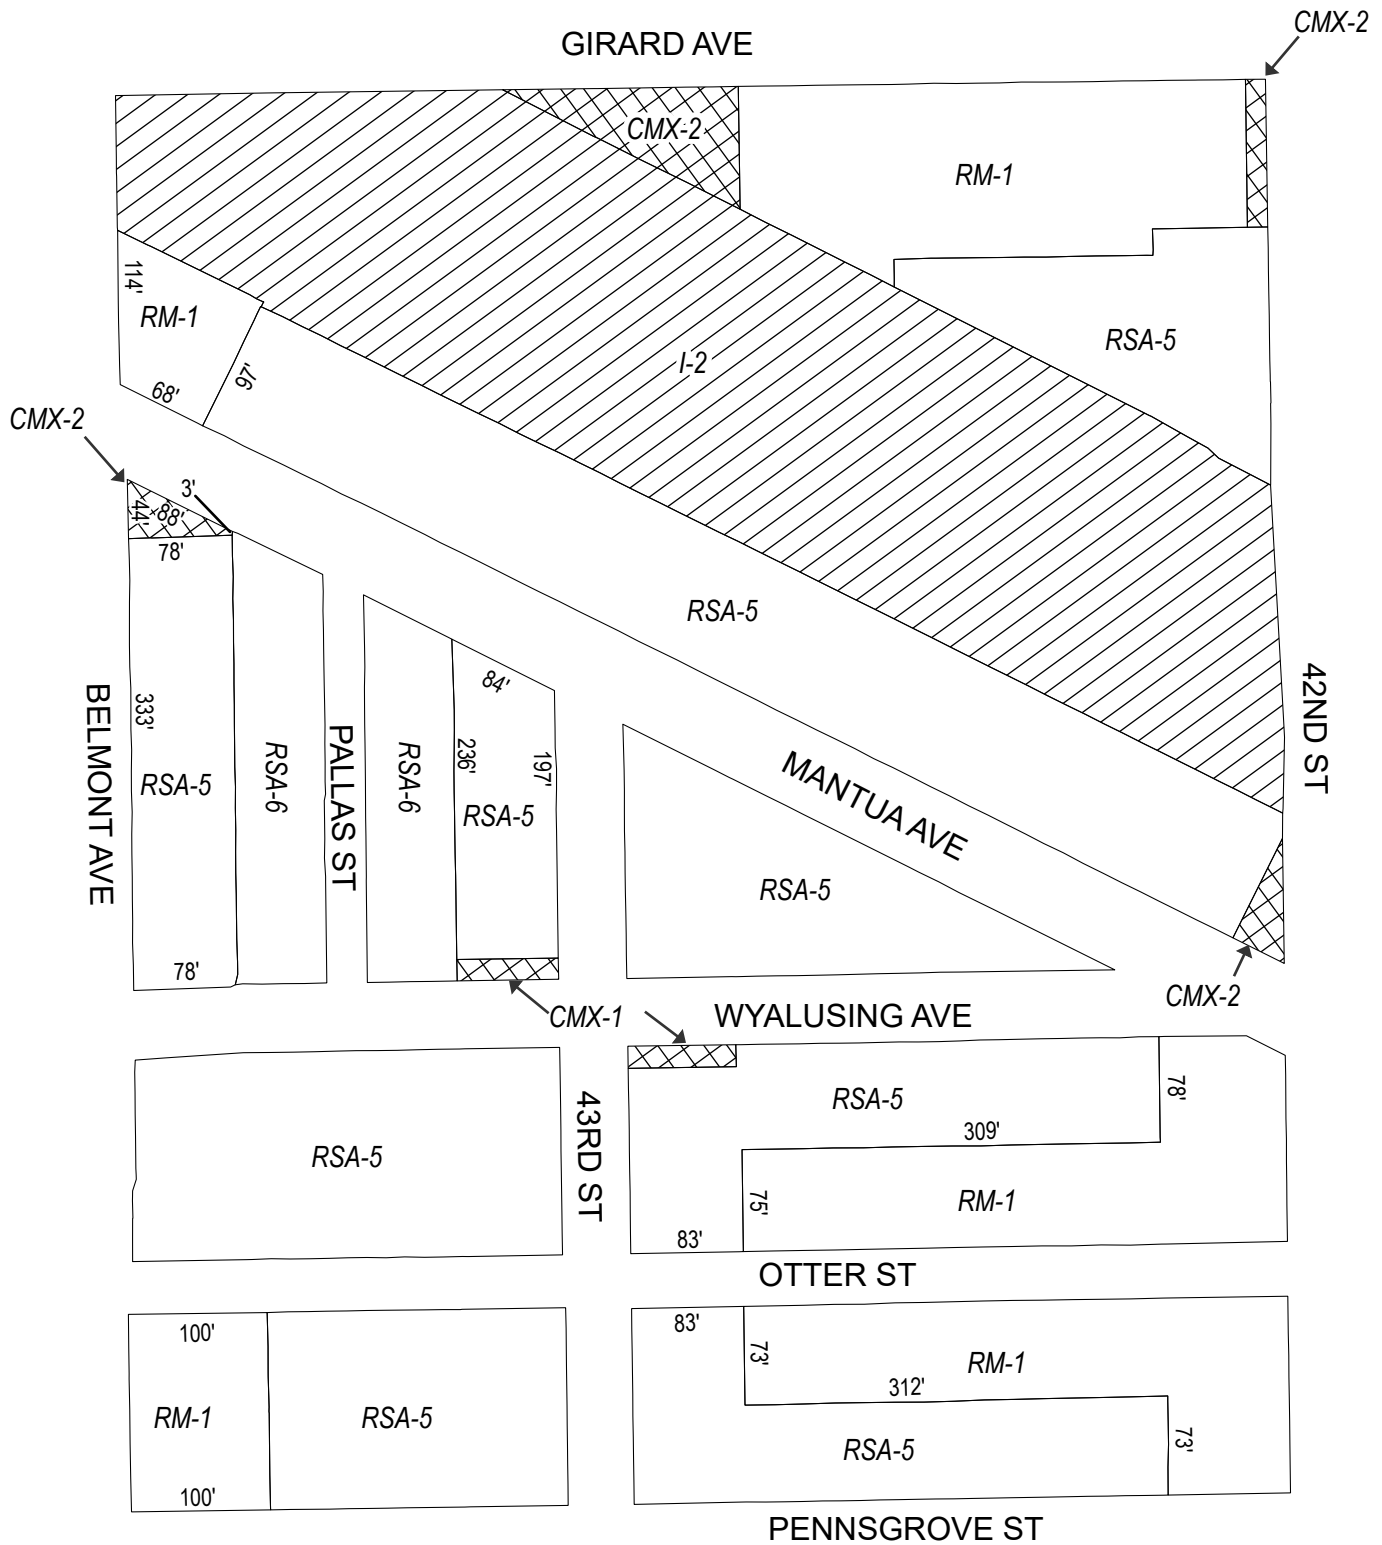 CMX-2
GIRARD AVE
CMX-2
RM-1
114'
RM-1
RSA-5
I-2
97'
68'
CMX-2
3'
44'
88'
78'
RSA-5
84'
BELMONT AVE
333'
RSA-5
RSA-6
PALLAS ST
RSA-6
236'
197'
RSA-5
MANTUA AVE
42ND ST
RSA-5
78'
CMX-1
WYALUSING AVE
CMX-2
RSA-5
78'
309'
43RD ST
RSA-5
75'
RM-1
83'
OTTER ST
100'
83'
73'
RM-1
312'
RM-1
RSA-5
RSA-5
73'
100'
PENNSGROVE ST